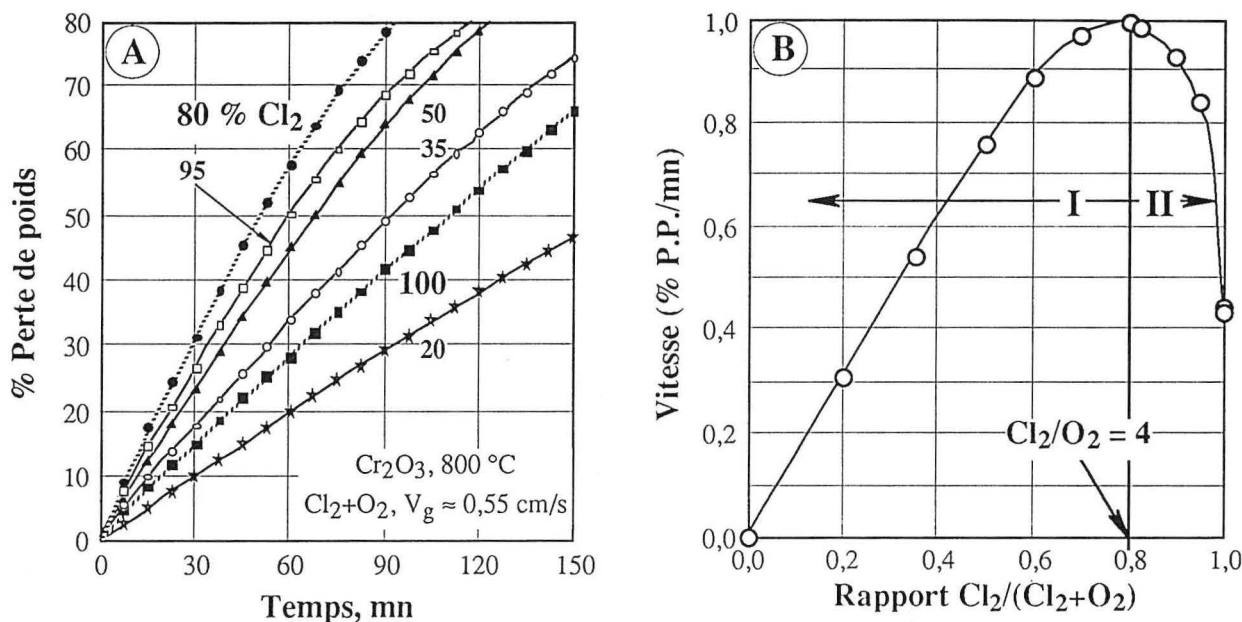 A
% Perte de poids
80
70
60
50
40
30
20
10
0
80 % Cl₂
95
50
35
100
20
Cr₂O₃, 800 °C
Cl₂+O₂, V_g ≈ 0,55 cm/s
0 30 60 90 120 150
Temps, mn
B
Vitesse (% P.P./mn)
1,0
0,8
0,6
0,4
0,2
0,0
I II
Cl₂/O₂ = 4
0,0 0,2 0,4 0,6 0,8 1,0
Rapport Cl₂/(Cl₂+O₂)